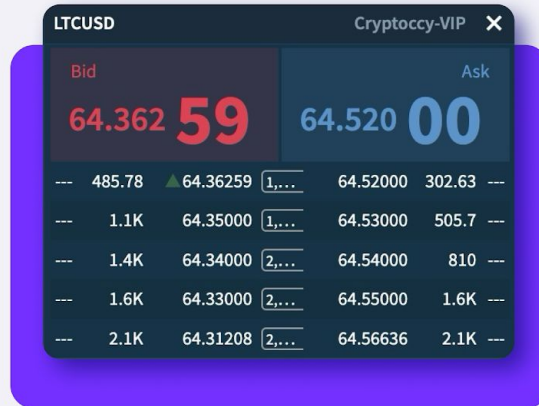 LTCUSD Cryptoccy-VIP ✕
Bid Ask
64.362 59 64.520 00
--- 485.78 ▲64.36259 1,... 64.52000 302.63 ---
--- 1.1K 64.35000 1,... 64.53000 505.7 ---
--- 1.4K 64.34000 2,... 64.54000 810 ---
--- 1.6K 64.33000 2,... 64.55000 1.6K ---
--- 2.1K 64.31208 2,... 64.56636 2.1K ---